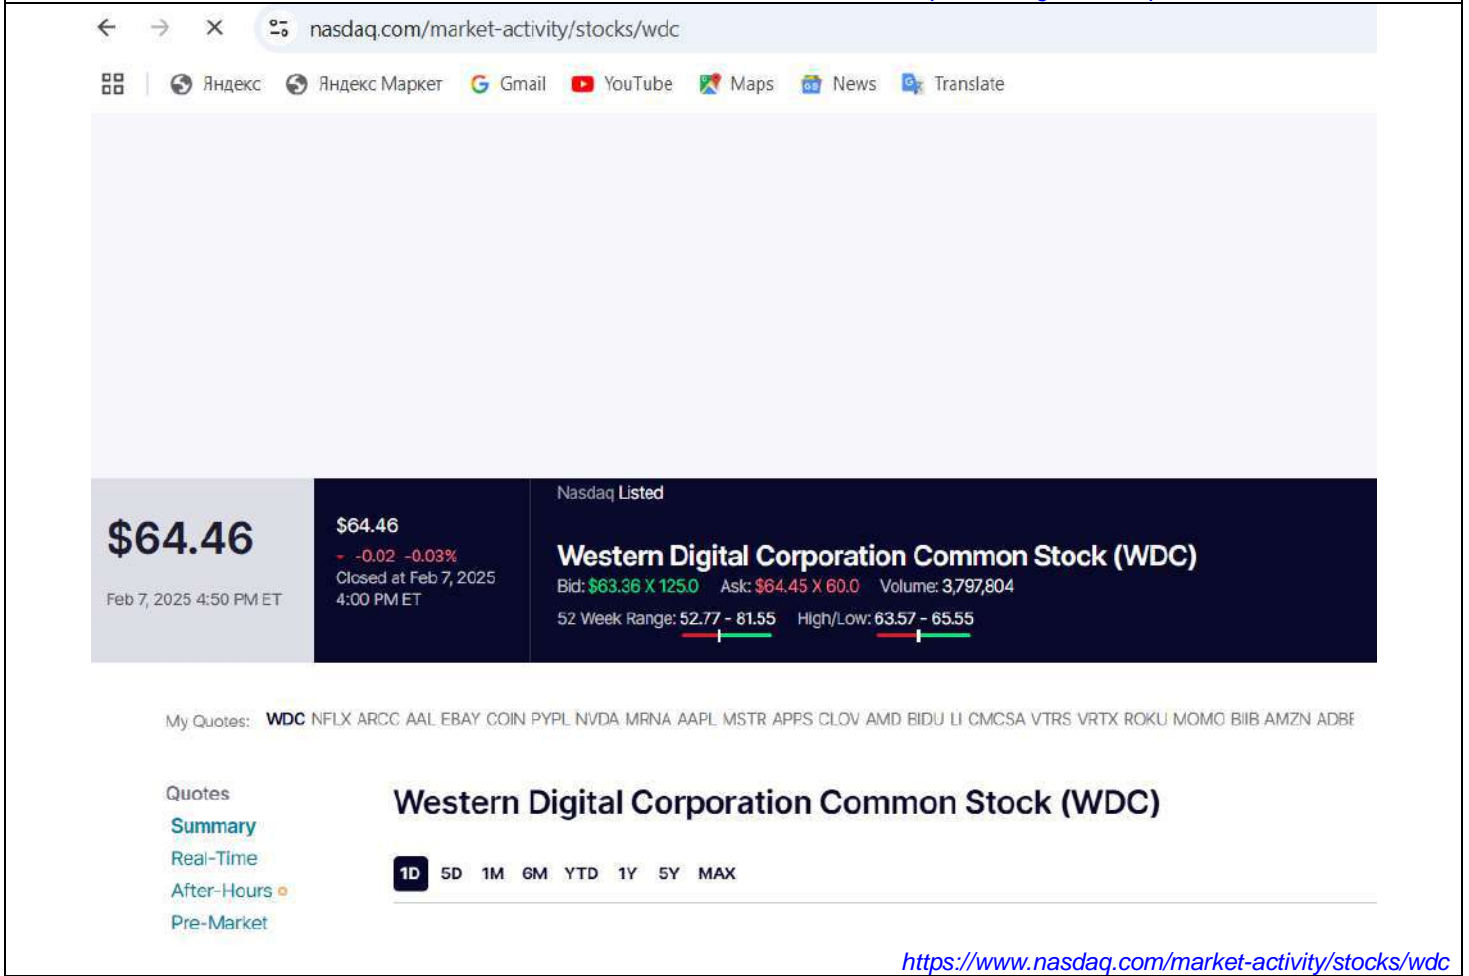 nasdaq.com/market-activity/stocks/wdc
Яндекс Яндекс Маркет Gmail YouTube Maps News Translate
Nasdaq Listed
$64.46
Feb 7, 2025 4:50 PM ET
$64.46
-0.02 -0.03%
Closed at Feb 7, 2025
4:00 PM ET
Western Digital Corporation Common Stock (WDC)
Bid: $63.36 X 125.0 Ask: $64.45 X 60.0 Volume: 3,797,804
52 Week Range: 52.77 - 81.55 High/Low: 63.57 - 65.55
My Quotes: WDC NFLX ARCC AAL EBAY COIN PYPL NVDA MRNA AAPL MSTR APPS CLOV AMD BIDU LI CMCSA VTRS VRTX ROKU MOMO BIIB AMZN ADBE
Quotes
Summary
Real-Time
After-Hours
Pre-Market
Western Digital Corporation Common Stock (WDC)
1D 5D 1M 6M YTD 1Y 5Y MAX
https://www.nasdaq.com/market-activity/stocks/wdc